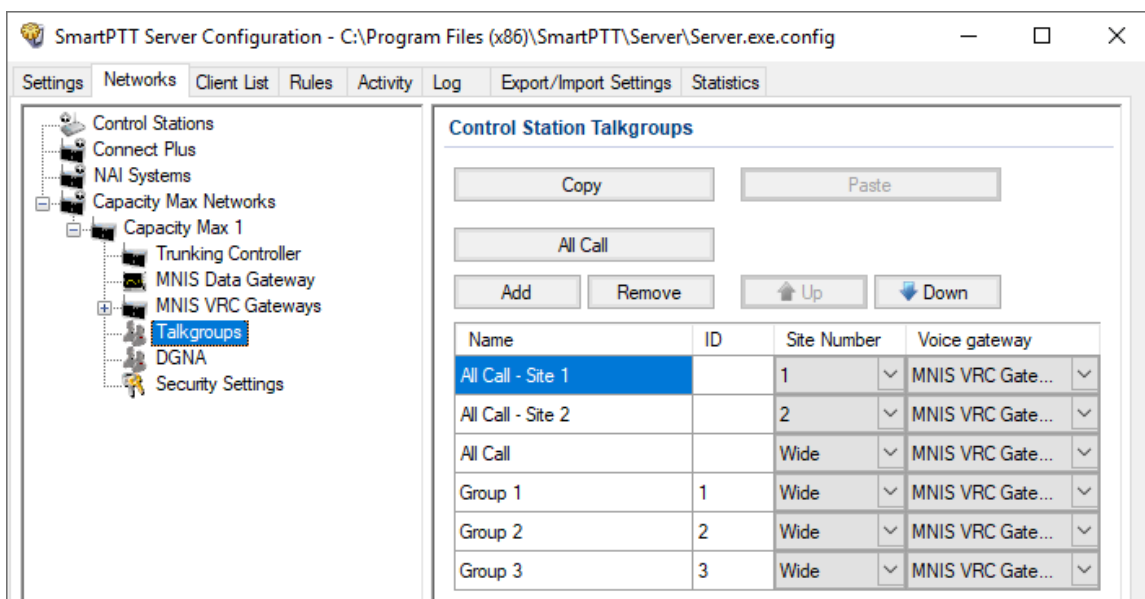 SmartPTT Server Configuration - C:\Program Files (x86)\SmartPTT\Server\Server.exe.config
Settings Networks Client List Rules Activity Log Export/Import Settings Statistics
Control Stations
Connect Plus
NAI Systems
Capacity Max Networks
Capacity Max 1
Trunking Controller
MNIS Data Gateway
MNIS VRC Gateways
Talkgroups
DGNA
Security Settings
Control Station Talkgroups
Copy Paste
All Call
Add Remove Up Down
Name ID Site Number Voice gateway
All Call - Site 1 1 MNIS VRC Gate...
All Call - Site 2 2 MNIS VRC Gate...
All Call Wide MNIS VRC Gate...
Group 1 1 Wide MNIS VRC Gate...
Group 2 2 Wide MNIS VRC Gate...
Group 3 3 Wide MNIS VRC Gate...